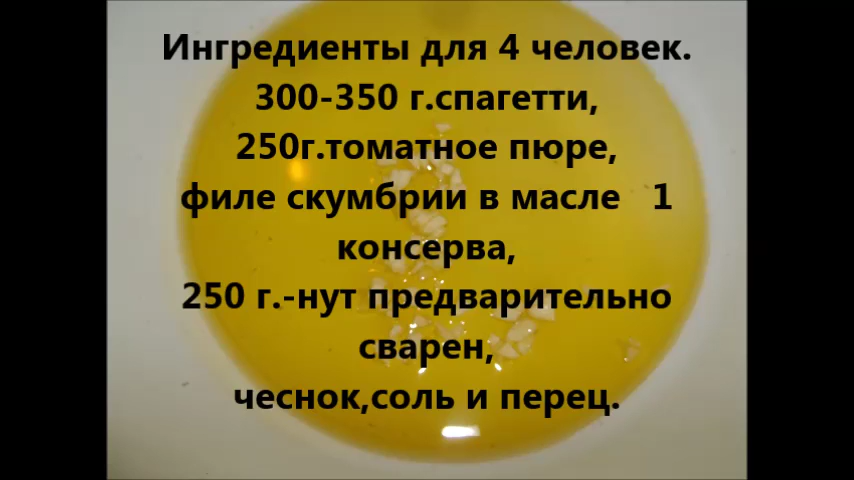 Ингредиенты для 4 человек.
300-350 г.спагетти,
250г.томатное пюре,
филе скумбрии в масле 1
консерва,
250 г.-нут предварительно
сварен,
чеснок,соль и перец.